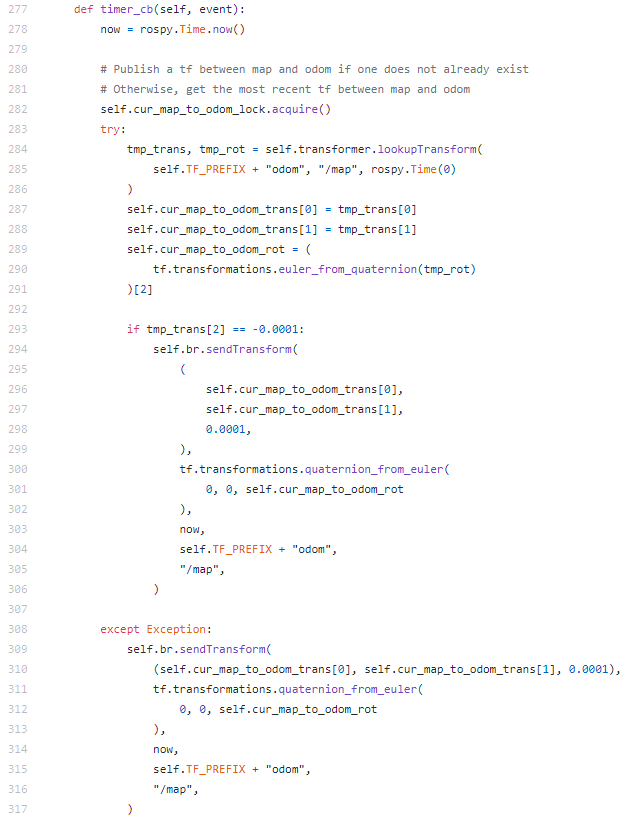 277 def timer_cb(self, event):
278 now = rospy.Time.now()
279
280 # Publish a tf between map and odom if one does not already exist
281 # Otherwise, get the most recent tf between map and odom
282 self.cur_map_to_odom_lock.acquire()
283 try:
284 tmp_trans, tmp_rot = self.transformer.lookupTransform(
285 self.TF_PREFIX + "odom", "/map", rospy.Time(0)
286 )
287 self.cur_map_to_odom_trans[0] = tmp_trans[0]
288 self.cur_map_to_odom_trans[1] = tmp_trans[1]
289 self.cur_map_to_odom_rot = (
290 tf.transformations.euler_from_quaternion(tmp_rot)
291 )[2]
292
293 if tmp_trans[2] == -0.0001:
294 self.br.sendTransform(
295 (
296 self.cur_map_to_odom_trans[0],
297 self.cur_map_to_odom_trans[1],
298 0.0001,
299 ),
300 tf.transformations.quaternion_from_euler(
301 0, 0, self.cur_map_to_odom_rot
302 ),
303 now,
304 self.TF_PREFIX + "odom",
305 "/map",
306 )
307
308 except Exception:
309 self.br.sendTransform(
310 (self.cur_map_to_odom_trans[0], self.cur_map_to_odom_trans[1], 0.0001),
311 tf.transformations.quaternion_from_euler(
312 0, 0, self.cur_map_to_odom_rot
313 ),
314 now,
315 self.TF_PREFIX + "odom",
316 "/map",
317 )